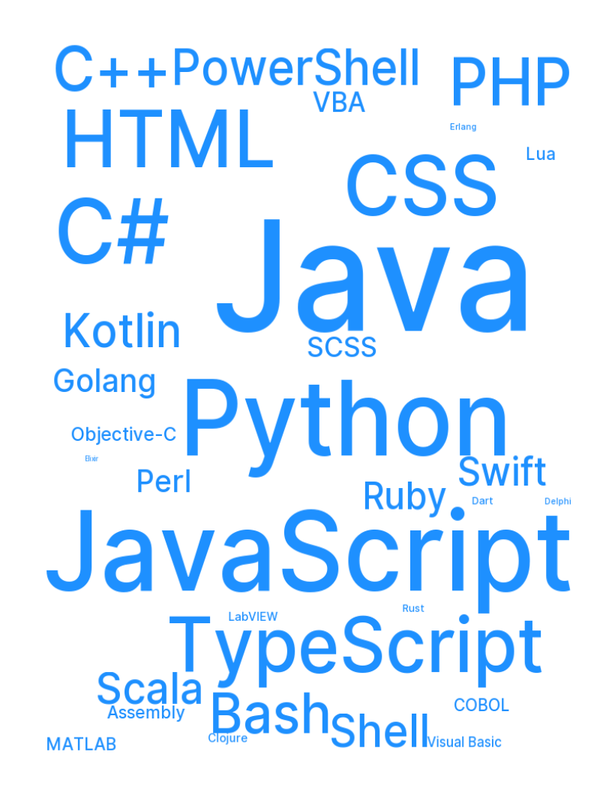 C++
PowerShell
PHP
VBA
HTML
Erlang
Lua
CSS
C#
Java
Kotlin
SCSS
Golang
Python
Objective-C
Elixir
Swift
Perl
Ruby
Dart
Delphi
JavaScript
Rust
LabVIEW
TypeScript
Scala
Assembly
Bash
COBOL
Shell
Clojure
Visual Basic
MATLAB